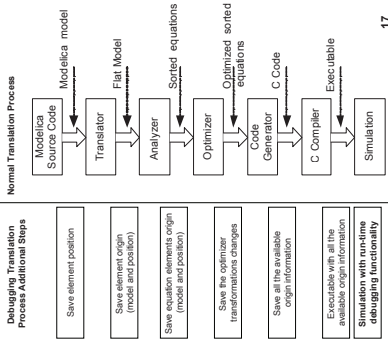 Debugging Translation
Process Additional Steps
Normal Translation Process
Save element position
Modelica
Source Code
Modelica model
Save element origin
(model and position)
Translator
Flat Model
Save equation elements origin
(model and position)
Analyzer
Sorted equations
Save the optimizer
transformations changes
Optimizer
Optimized sorted
equations
Save all the available
origin information
Code
Generator
C Code
Executable with all the
available origin information
C Compiler
Executable
Simulation with run-time
debugging functionality
Simulation
17